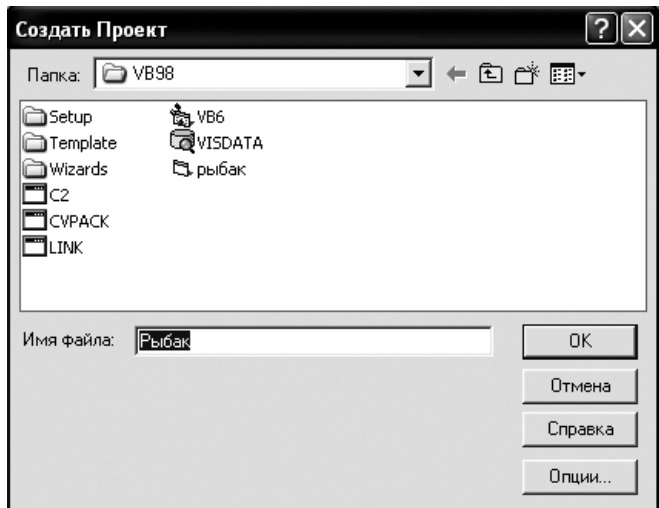 Создать Проект
Папка: VB98
Setup VB6
Template VISDATA
Wizards рыбак
C2
CVPACK
LINK
Имя файла: Рыбак
OK
Отмена
Справка
Опции...